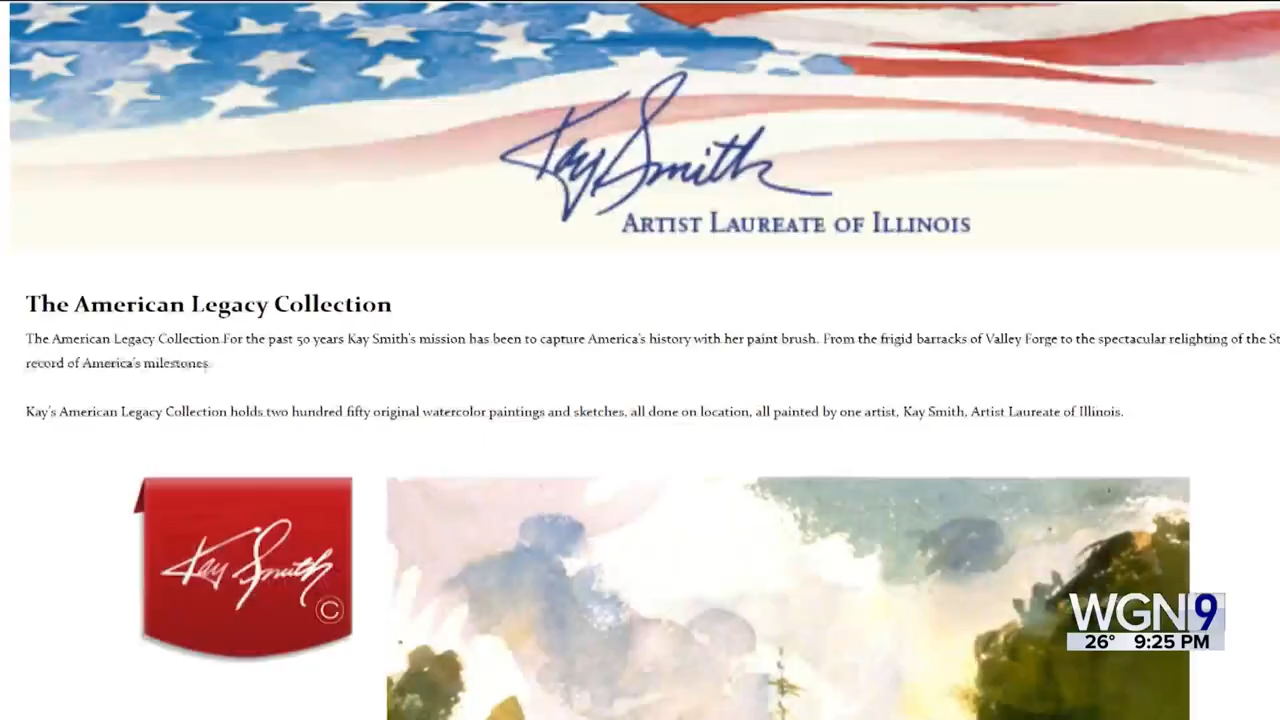 Kay Smith
ARTIST LAUREATE OF ILLINOIS
The American Legacy Collection
The American Legacy Collection For the past 50 years Kay Smith's mission has been to capture America's history with her paint brush. From the frigid barracks of Valley Forge to the spectacular relighting of the St
record of America's milestones.
Kay's American Legacy Collection holds two hundred fifty original watercolor paintings and sketches, all done on location, all painted by one artist, Kay Smith, Artist Laureate of Illinois.
Kay Smith
©
WGN9
26° 9:25 PM